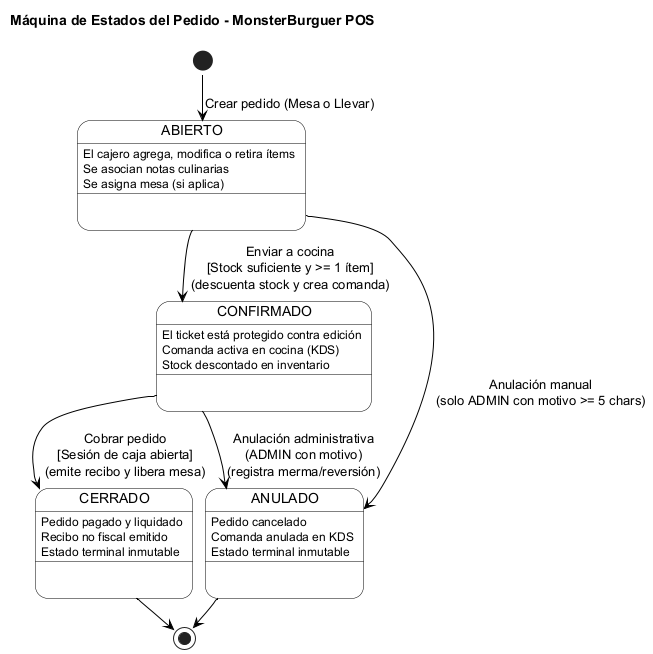 Máquina de Estados del Pedido - MonsterBurguer POS
Crear pedido (Mesa o Llevar)
ABIERTO
El cajero agrega, modifica o retira ítems
Se asocian notas culinarias
Se asigna mesa (si aplica)
Enviar a cocina
[Stock suficiente y >= 1 ítem]
(descuenta stock y crea comanda)
CONFIRMADO
El ticket está protegido contra edición
Comanda activa en cocina (KDS)
Stock descontado en inventario
Anulación manual
(solo ADMIN con motivo >= 5 chars)
Cobrar pedido
[Sesión de caja abierta]
(emite recibo y libera mesa)
Anulación administrativa
(ADMIN con motivo)
(registra merma/reversión)
CERRADO
Pedido pagado y liquidado
Recibo no fiscal emitido
Estado terminal inmutable
ANULADO
Pedido cancelado
Comanda anulada en KDS
Estado terminal inmutable